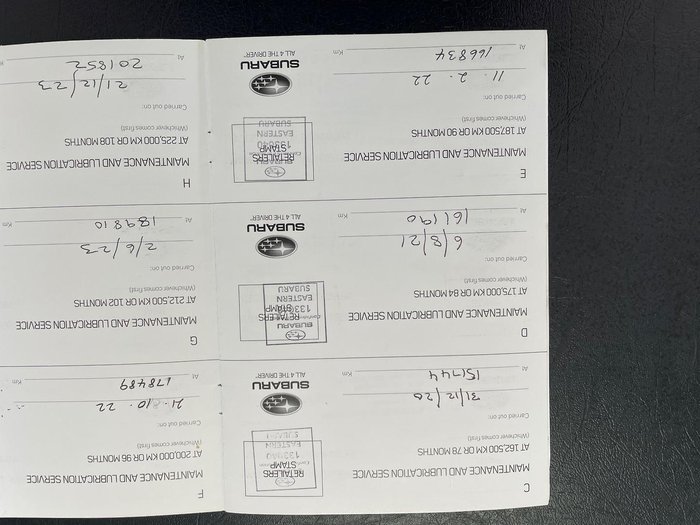 C
MAINTENANCE AND LUBRICATION SERVICE
AT 162,500 KM OR 78 MONTHS
(Whichever comes first)
Carried out on:
31/12/20
At 151744 Km
RETAILERS
STAMP
EASTERN
SUBARU
SUBARU
ALL 4 THE DRIVER
D
MAINTENANCE AND LUBRICATION SERVICE
AT 175,000 KM OR 84 MONTHS
(Whichever comes first)
Carried out on:
6/8/21
At 161190 Km
SUBARU
RETAILERS
STAMP
EASTERN
SUBARU
SUBARU
ALL 4 THE DRIVER
E
MAINTENANCE AND LUBRICATION SERVICE
AT 187,500 KM OR 90 MONTHS
(Whichever comes first)
Carried out on:
11. 2. 22
At 166834 Km
RETAILERS
STAMP
EASTERN
SUBARU
SUBARU
ALL 4 THE DRIVER
F
MAINTENANCE AND LUBRICATION SERVICE
AT 200,000 KM OR 96 MONTHS
(Whichever comes first)
Carried out on:
21.10.22
At 178489 Km
G
MAINTENANCE AND LUBRICATION SERVICE
AT 212,500 KM OR 102 MONTHS
(Whichever comes first)
Carried out on:
2/6/23
At 189810 Km
H
MAINTENANCE AND LUBRICATION SERVICE
AT 225,000 KM OR 108 MONTHS
(Whichever comes first)
Carried out on:
21/12/23
At 201852